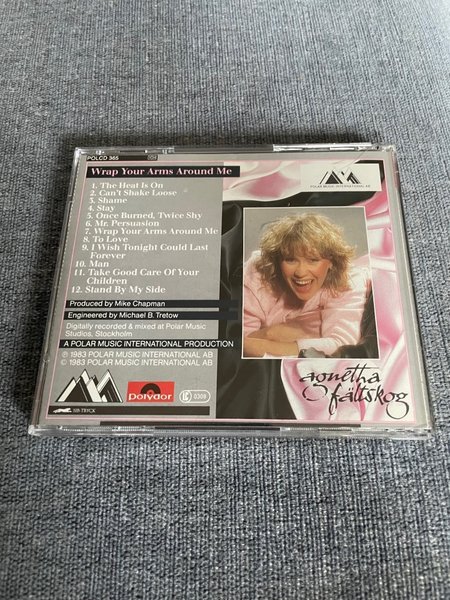 POLCD 365
Wrap Your Arms Around Me
1. The Heat Is On
2. Can't Shake Loose
3. Shame
4. Stay
5. Once Burned, Twice Shy
6. Mr. Persuasion
7. Wrap Your Arms Around Me
8. To Love
9. I Wish Tonight Could Last
Forever
10. Man
11. Take Good Care Of Your
Children
12. Stand By My Side
Produced by Mike Chapman
Engineered by Michael B. Tretow
Digitally recorded & mixed at Polar Music
Studios, Stockholm
A POLAR MUSIC INTERNATIONAL PRODUCTION
℗ 1983 POLAR MUSIC INTERNATIONAL AB
© 1983 POLAR MUSIC INTERNATIONAL AB
Polydor
0309
POLAR MUSIC INTERNATIONAL AB
agnetha
fältskog